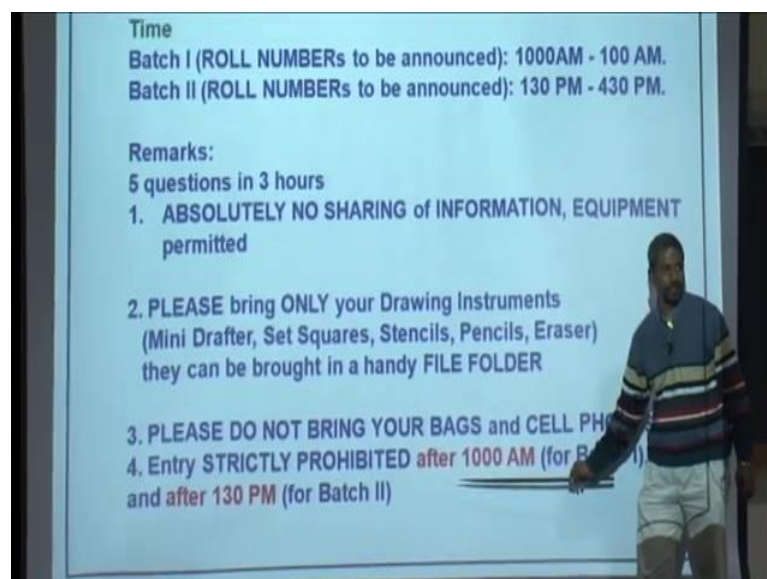 Time
Batch I (ROLL NUMBERs to be announced): 1000AM - 100 AM.
Batch II (ROLL NUMBERs to be announced): 130 PM - 430 PM.
Remarks:
5 questions in 3 hours
1. ABSOLUTELY NO SHARING of INFORMATION, EQUIPMENT
permitted
2. PLEASE bring ONLY your Drawing Instruments
(Mini Drafter, Set Squares, Stencils, Pencils, Eraser)
they can be brought in a handy FILE FOLDER
3. PLEASE DO NOT BRING YOUR BAGS and CELL
4. Entry STRICTLY PROHIBITED after 1000 AM (for
and after 130 PM (for Batch II)